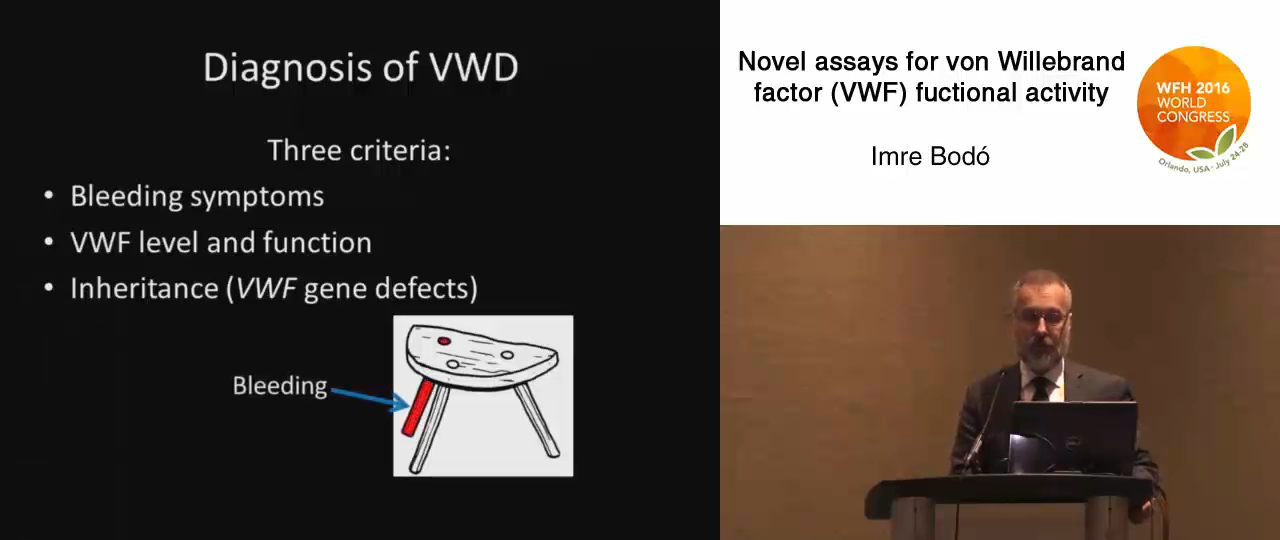 Diagnosis of VWD
Three criteria:
• Bleeding symptoms
• VWF level and function
• Inheritance (VWF gene defects)
Bleeding
Novel assays for von Willebrand
factor (VWF) fuctional activity
Imre Bodó
WFH 2016
WORLD
CONGRESS
Orlando, USA · July 24-28